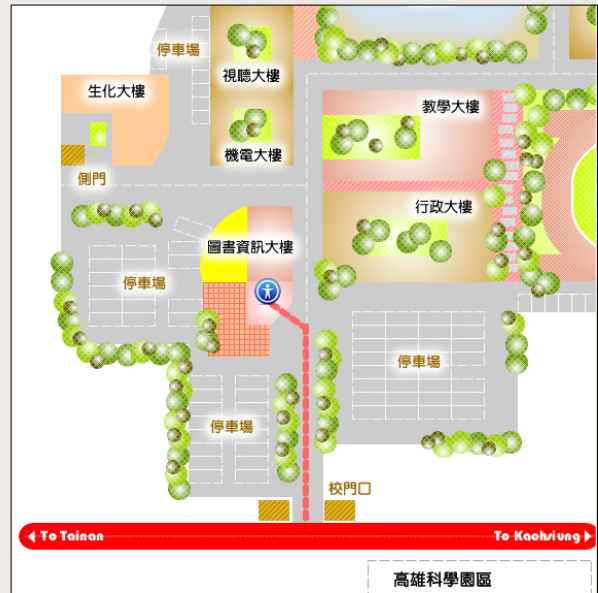 停車場
視聽大樓
生化大樓
教學大樓
機電大樓
側門
行政大樓
圖書資訊大樓
停車場
停車場
停車場
校門口
To Tainan
To Kaohsiung
高雄科學園區